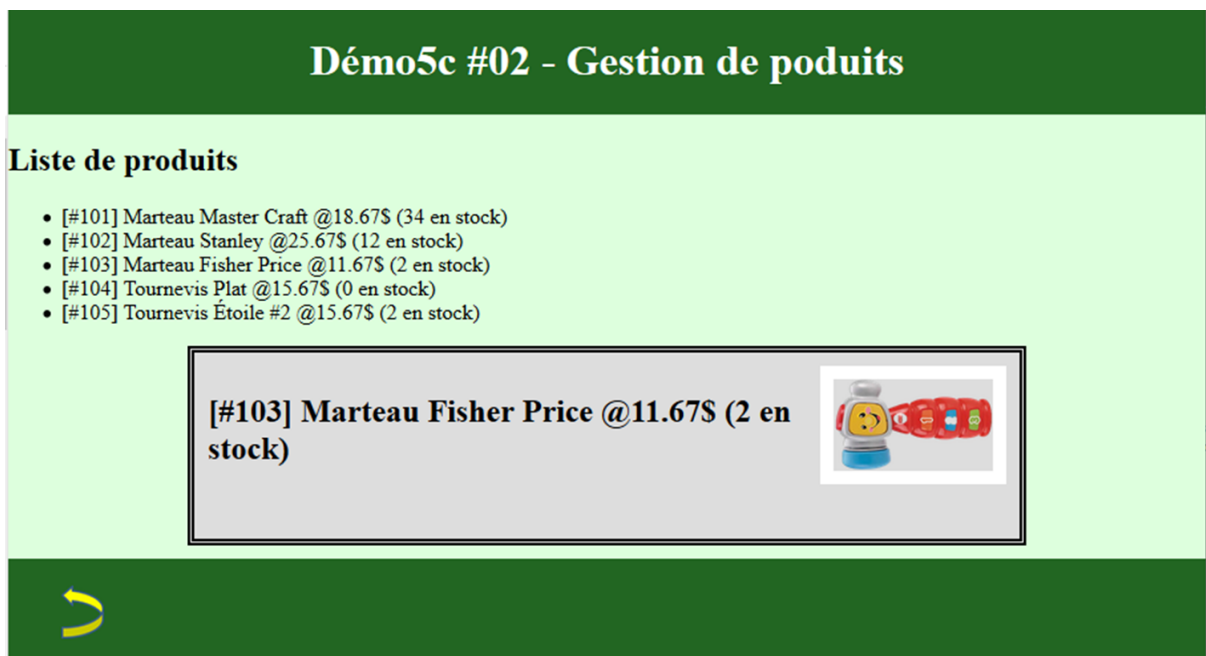 Démo5c #02 - Gestion de poduits
Liste de produits
[#101] Marteau Master Craft @18.67$ (34 en stock)
[#102] Marteau Stanley @25.67$ (12 en stock)
[#103] Marteau Fisher Price @11.67$ (2 en stock)
[#104] Tournevis Plat @15.67$ (0 en stock)
[#105] Tournevis Étoile #2 @15.67$ (2 en stock)
[#103] Marteau Fisher Price @11.67$ (2 en
stock)